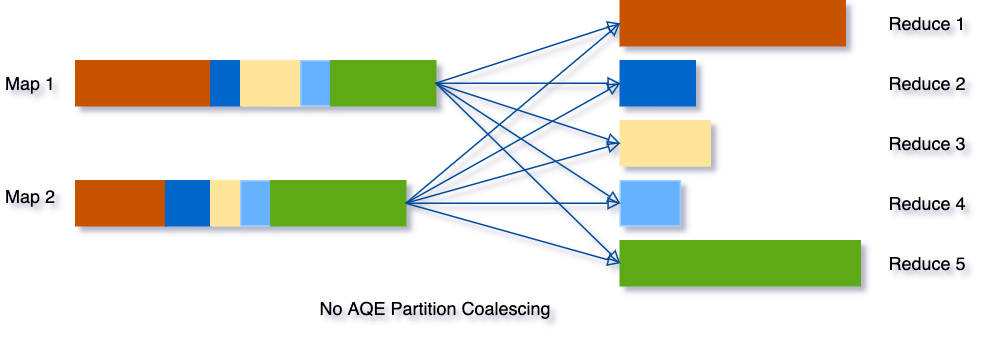 Map 1
Map 2
Reduce 1
Reduce 2
Reduce 3
Reduce 4
Reduce 5
No AQE Partition Coalescing